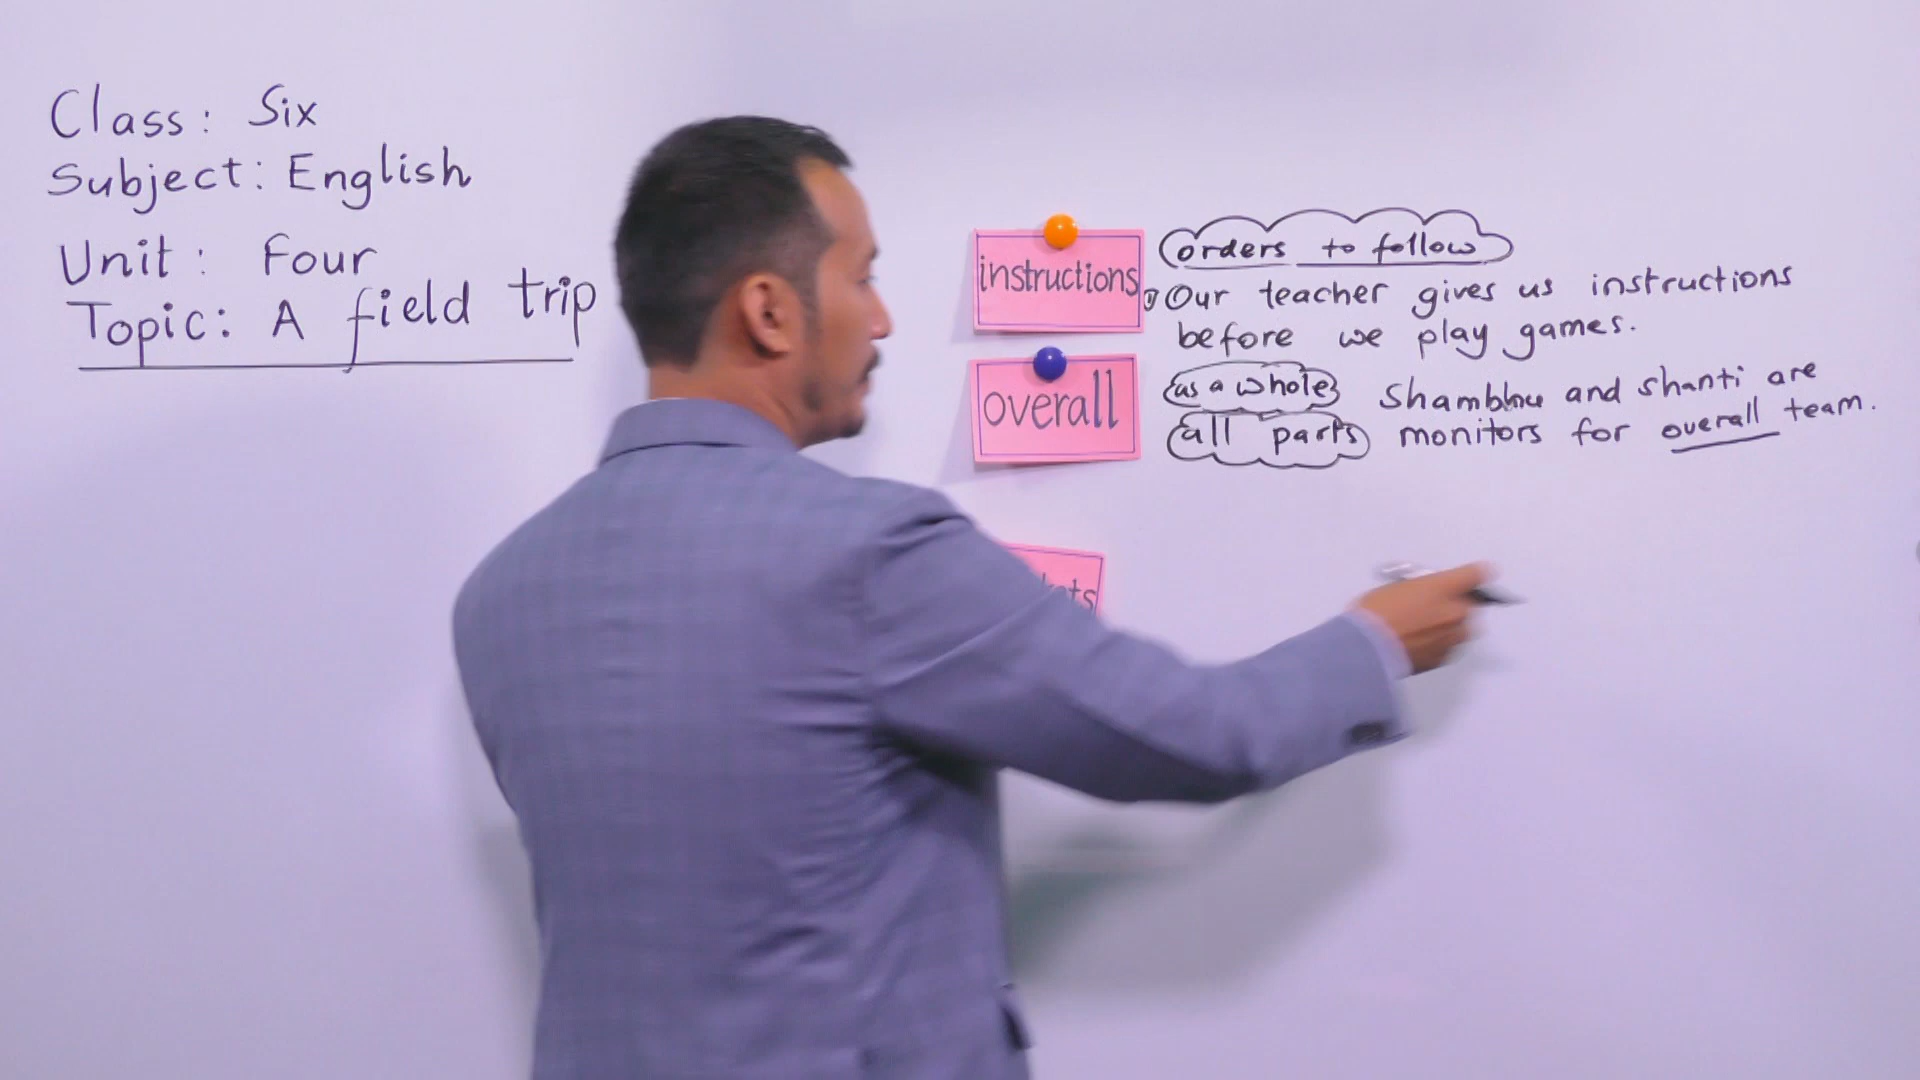 Class: Six
Subject: English
Unit: Four
Topic: A field trip
instructions
orders to follow
Our teacher gives us instructions
before we play games.
overall
as a whole
all parts
Shambhu and shanti are
monitors for overall team.